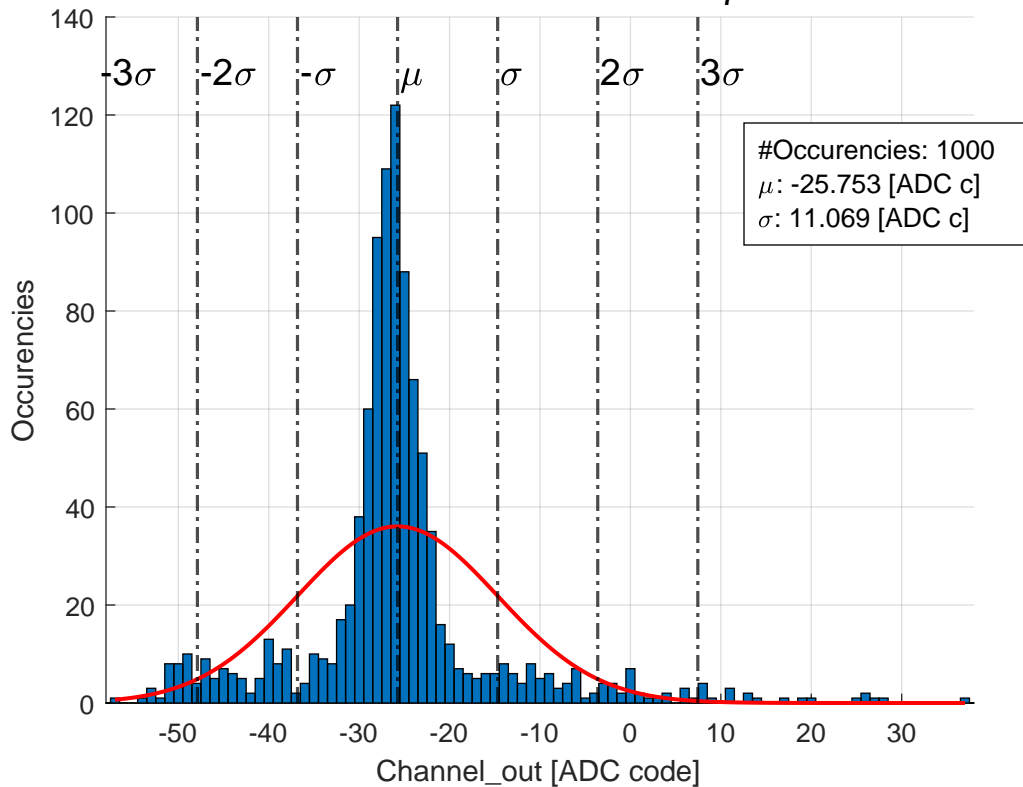 140
120
100
80
60
40
20
0
Occurencies
-3σ
-2σ
-σ
μ
σ
2σ
3σ
#Occurencies: 1000
μ: -25.753 [ADC c]
σ: 11.069 [ADC c]
-50
-40
-30
-20
-10
0
10
20
30
Channel_out [ADC code]